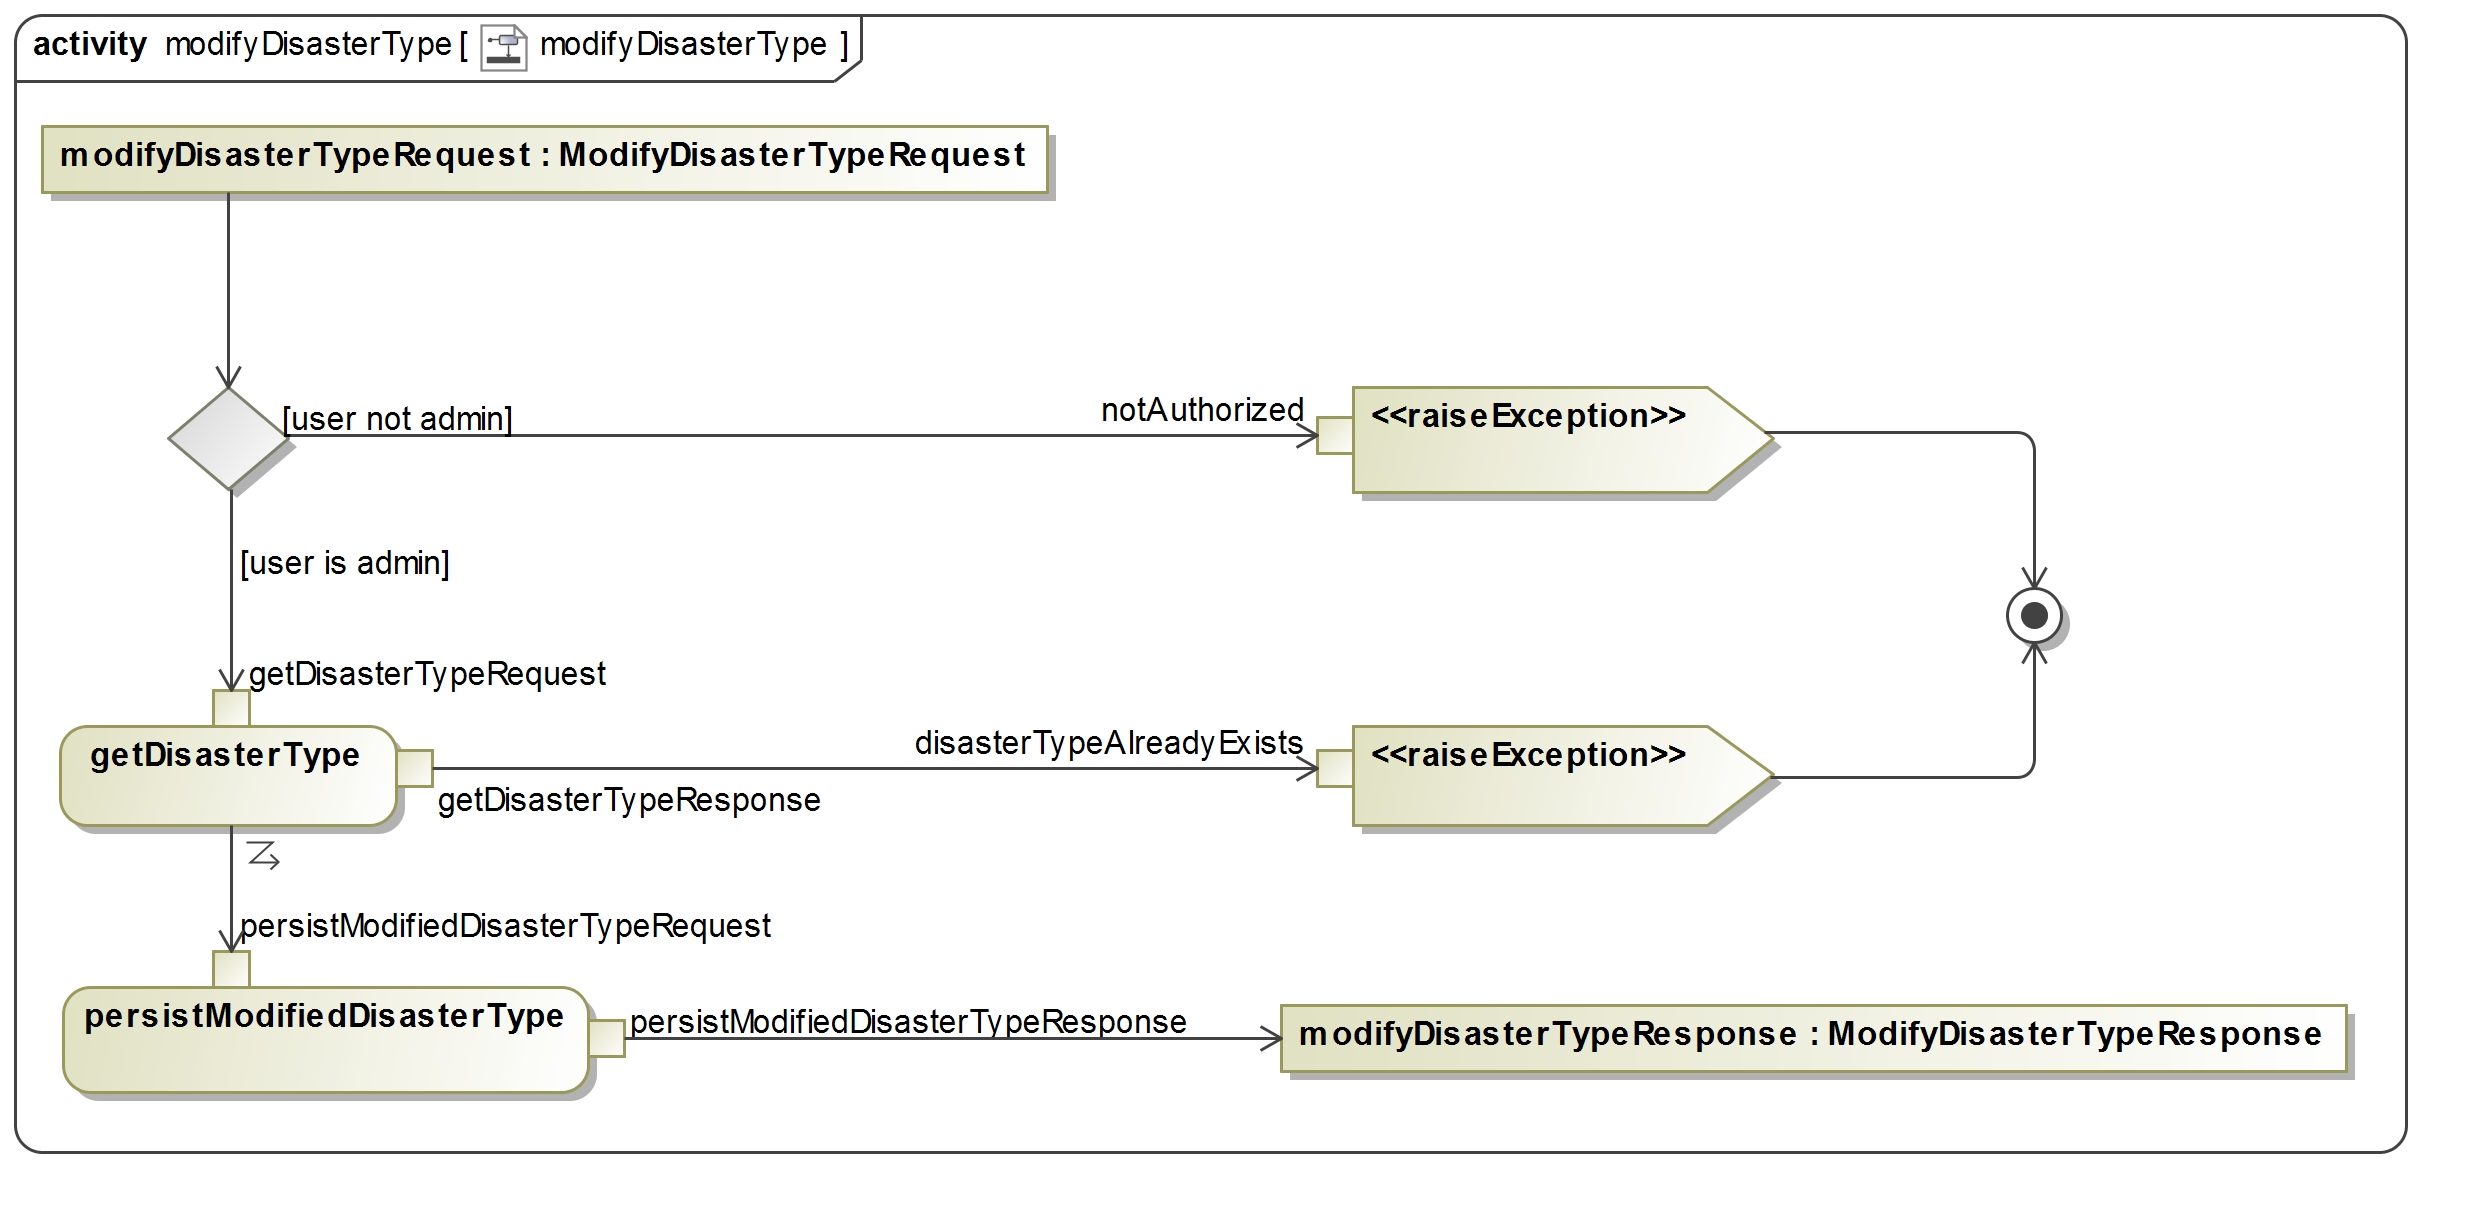 activity modifyDisasterType [ modifyDisasterType ]
modifyDisasterTypeRequest : ModifyDisasterTypeRequest
[user not admin]
notAuthorized
<<raiseException>>
[user is admin]
getDisasterTypeRequest
getDisasterType
disasterTypeAlreadyExists
<<raiseException>>
getDisasterTypeResponse
persistModifiedDisasterTypeRequest
persistModifiedDisasterType
persistModifiedDisasterTypeResponse
modifyDisasterTypeResponse : ModifyDisasterTypeResponse